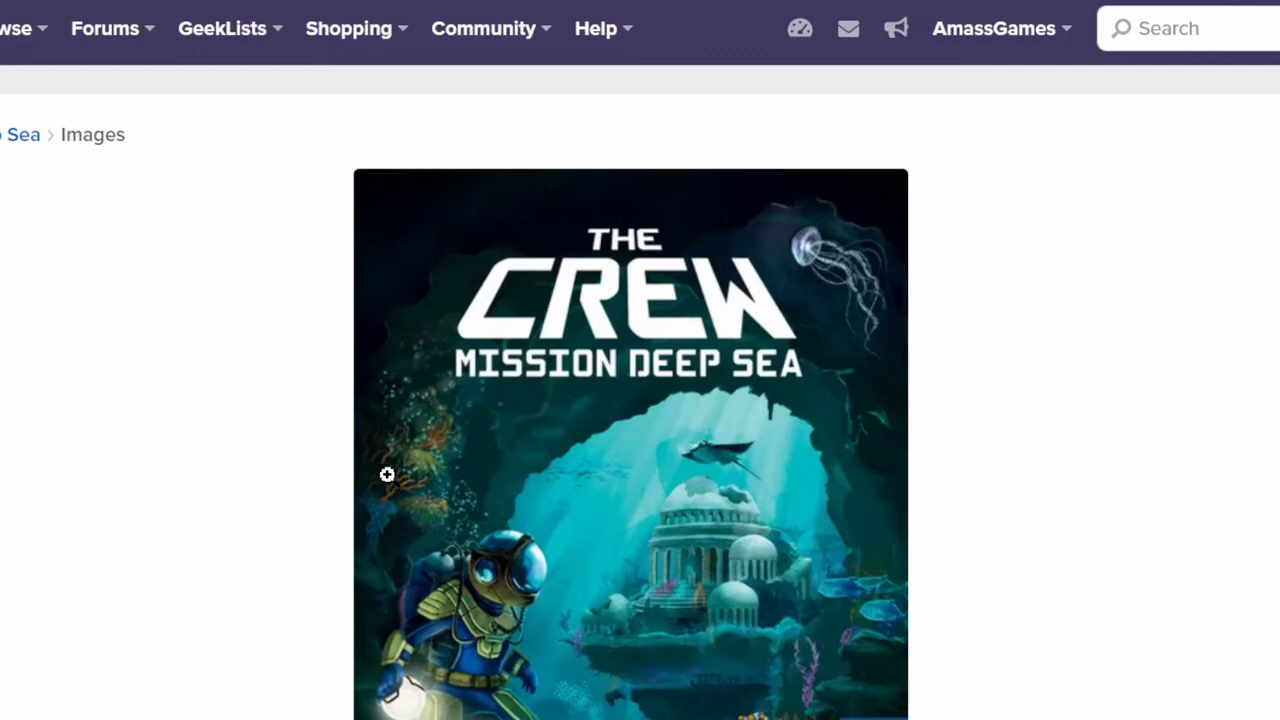 wse Forums GeekLists Shopping Community Help AmassGames Search
Sea > Images
THE
CREW
MISSION DEEP SEA